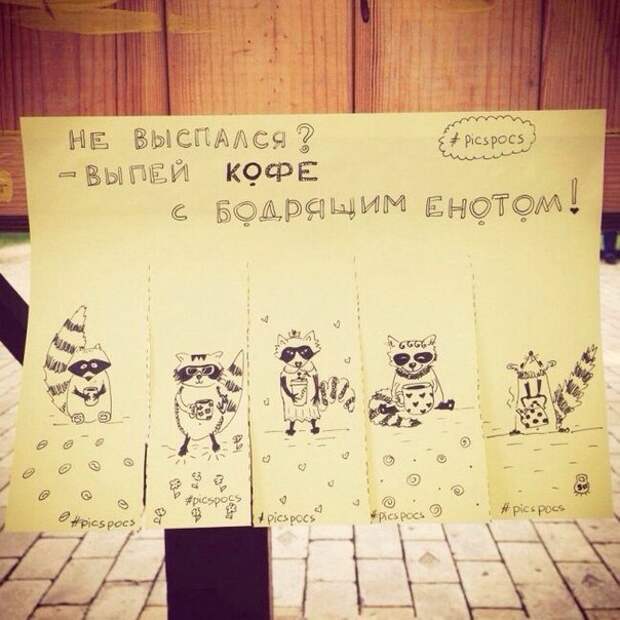 НЕ ВЫСПАЛСЯ?
#picspocs
- ВЫПЕЙ КОФЕ
С БОДРЯЩИМ ЕНОТОМ!
#picspocs
#picspocs
#picspocs
#picspocs
#picspocs